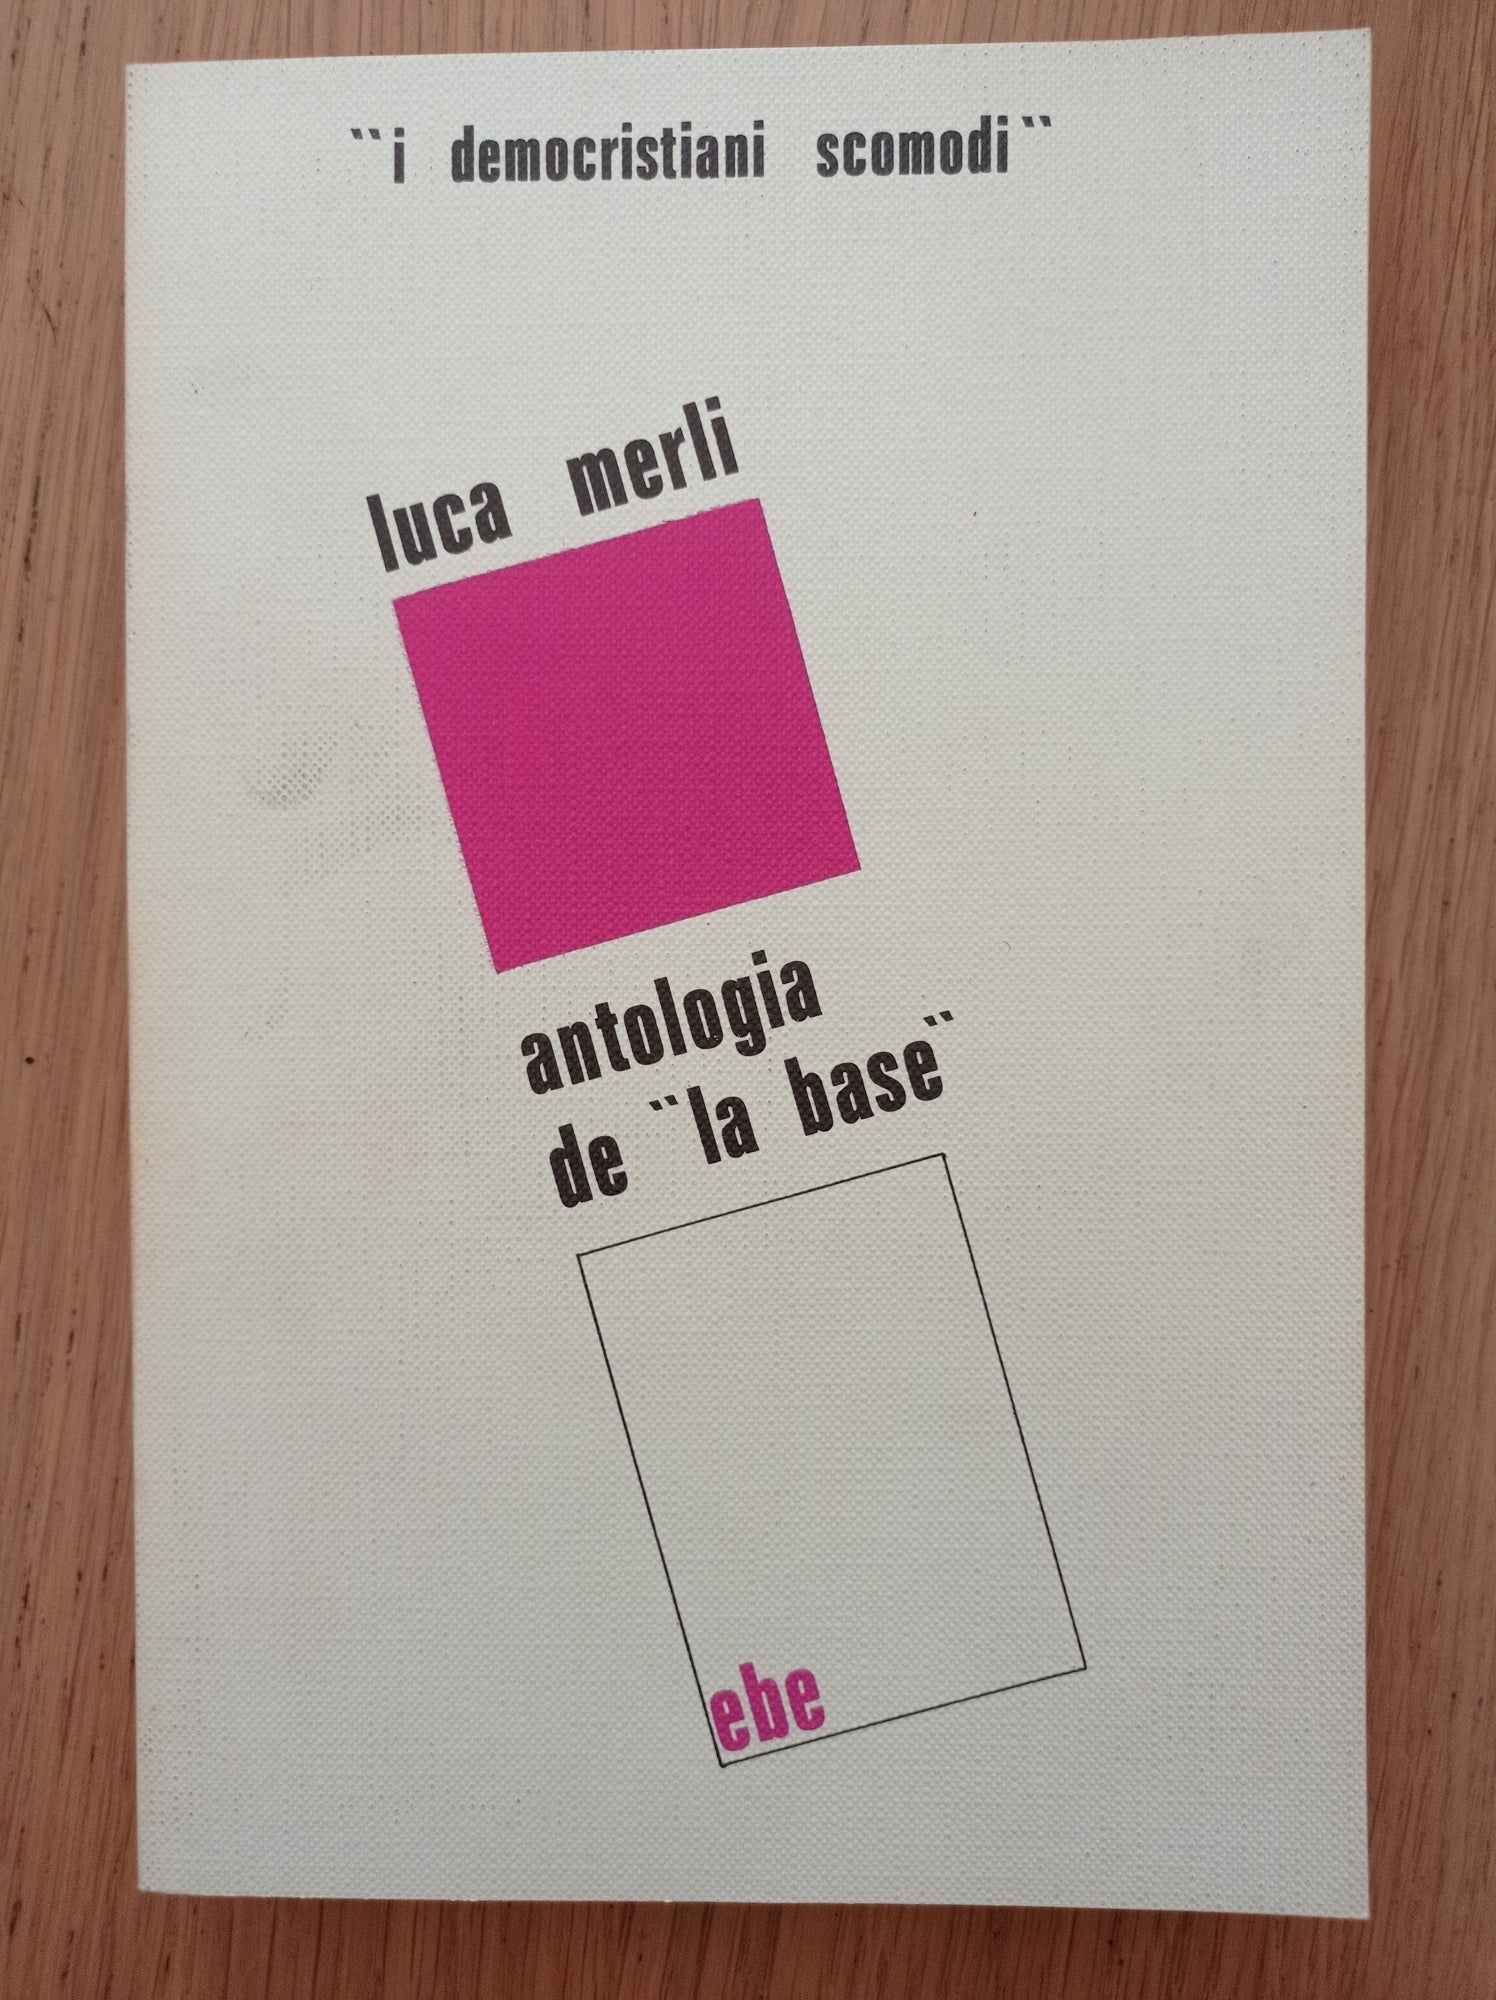 ``i democristiani scomodi``
luca merli
antologia
de ``la base``
ebe